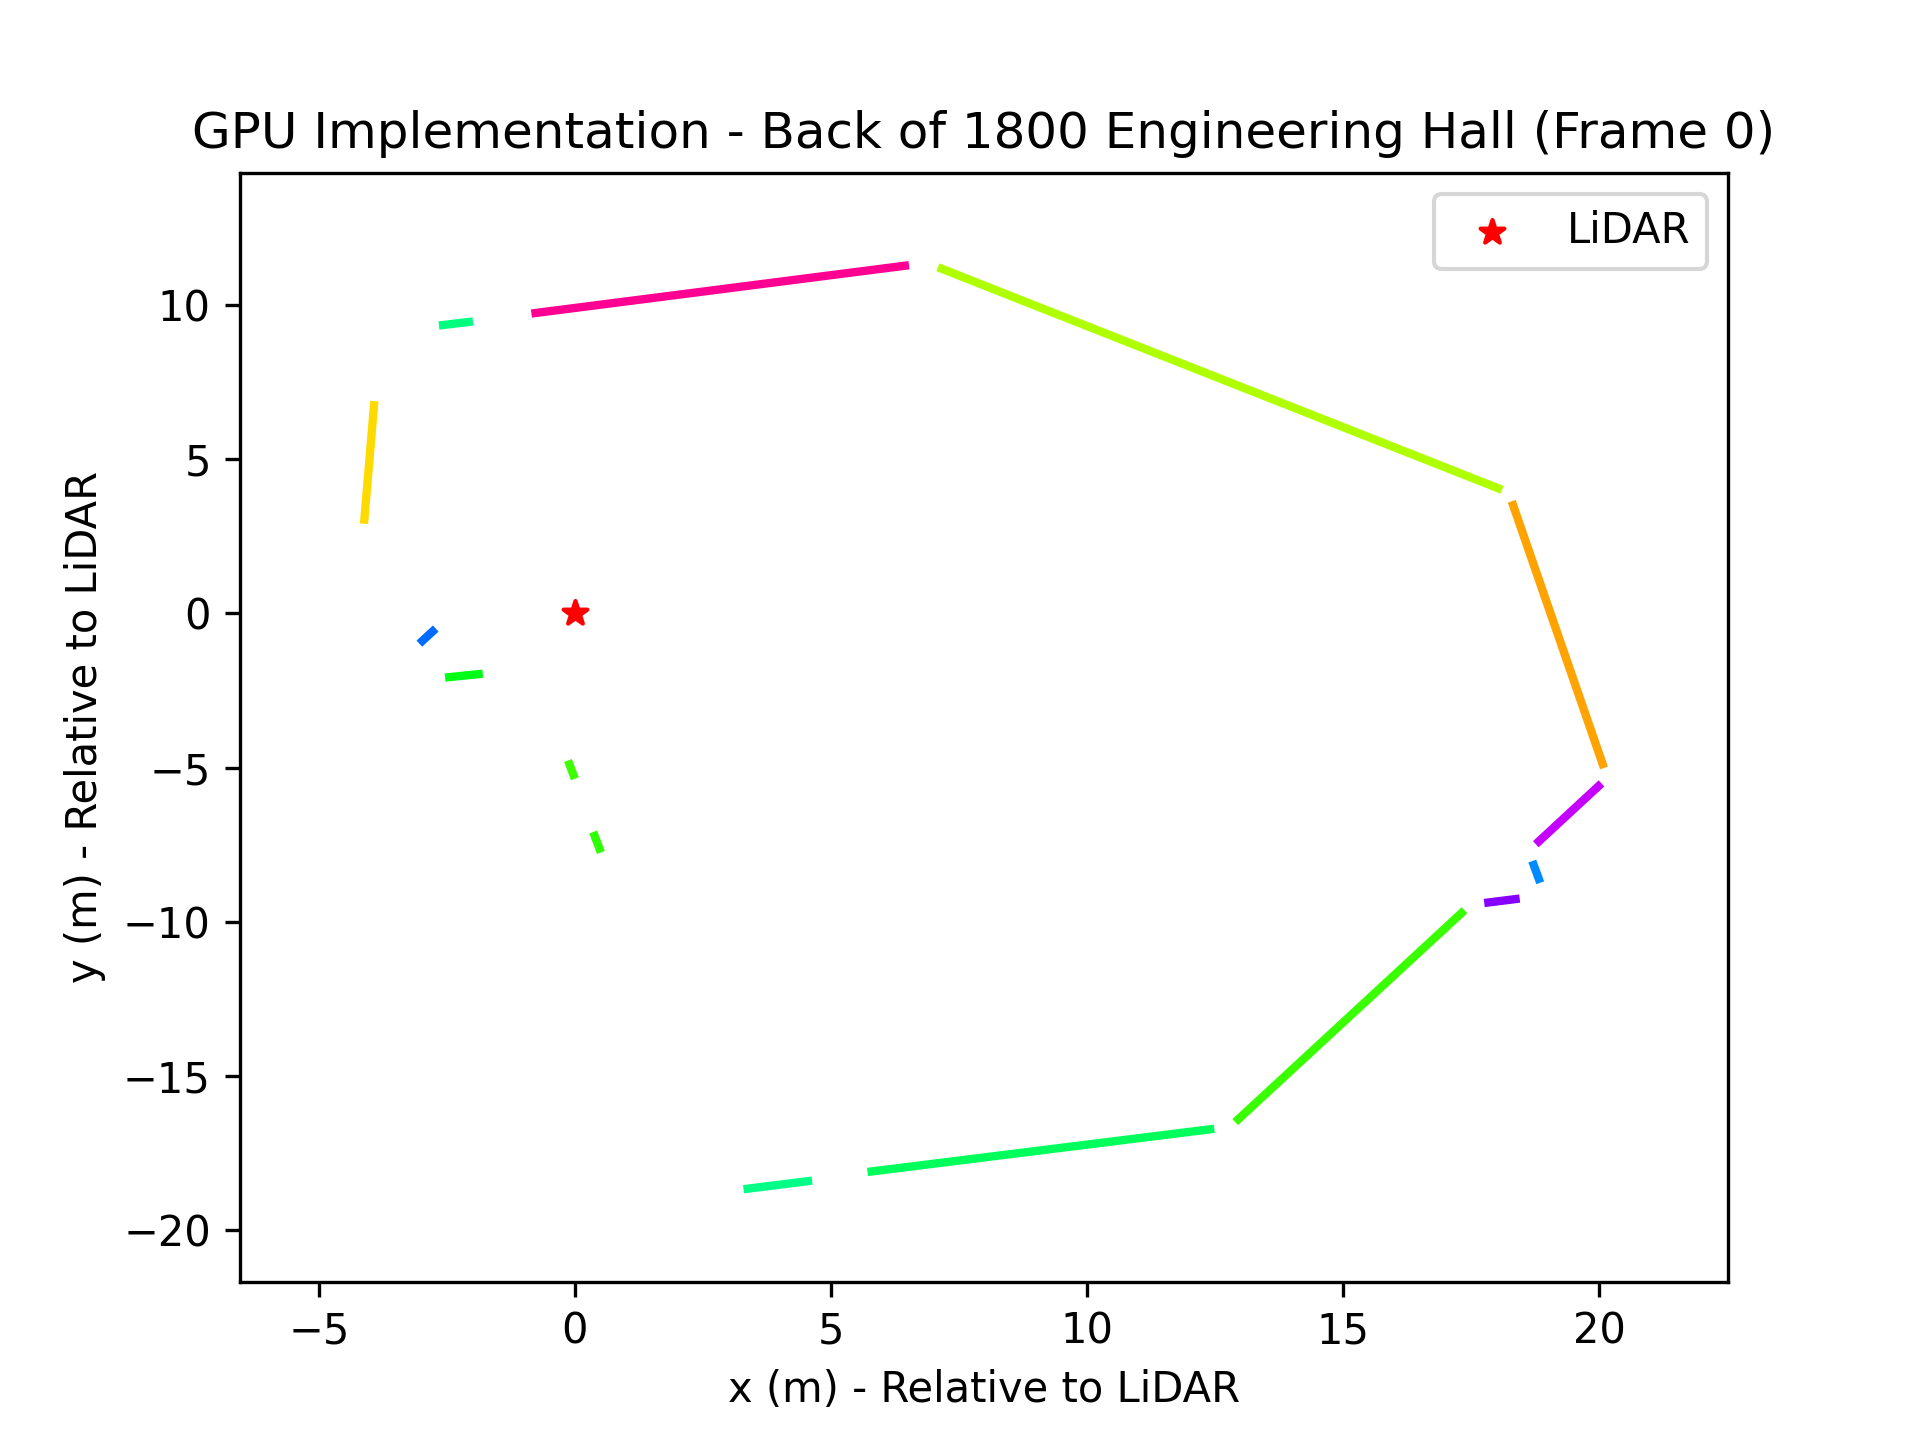 GPU Implementation - Back of 1800 Engineering Hall (Frame 0)
LiDAR
10
5
0
−5
−10
−15
−20
y (m) - Relative to LiDAR
−5 0 5 10 15 20
x (m) - Relative to LiDAR